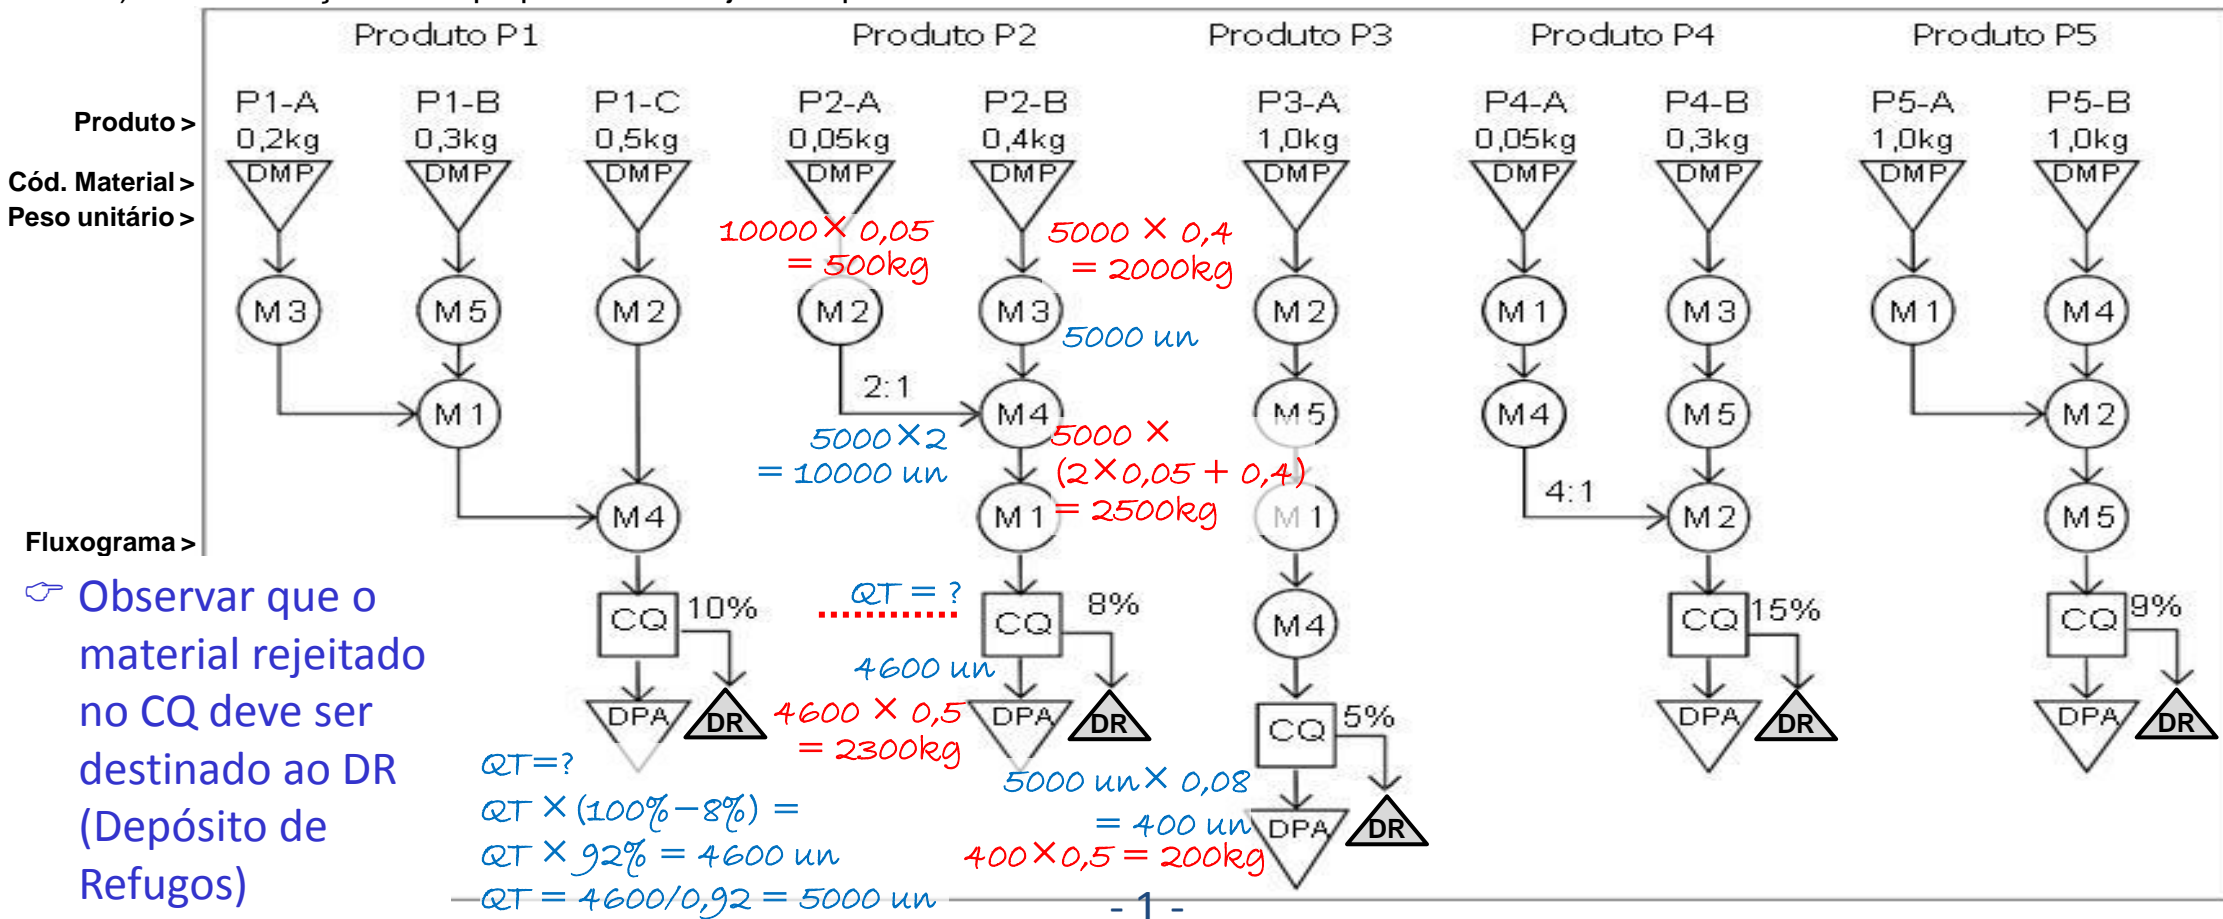 Produto P1 Produto P2 Produto P3 Produto P4 Produto P5
P1-A P1-B P1-C P2-A P2-B P3-A P4-A P4-B P5-A P5-B
Produto >
0,2kg 0,3kg 0,5kg 0,05kg 0,4kg 1,0kg 0,05kg 0,3kg 1,0kg 1,0kg
DMP DMP DMP DMP DMP DMP DMP DMP DMP DMP
Cód. Material >
Peso unitário >
10000 × 0,05
= 500kg
5000 × 0,4
= 2000kg
M3 M5 M2 M2 M3 M2 M1 M3 M1 M4
5000 un
2:1
M1 M4 M5 M4 M5 M2
5000×2
= 10000 un
5000 ×
(2×0,05 + 0,4)
= 2500kg
4:1
M4 M1 M1 M2 M5
Fluxograma >
☞ Observar que o
material rejeitado
no CQ deve ser
destinado ao DR
(Depósito de
Refugos)
QT = ?
CQ 10% CQ 8% M4 CQ 15% CQ 9%
4600 un
4600 × 0,5
= 2300kg
DPA DR DPA DR CQ 5% DPA DR DPA DR
QT=?
QT × (100%-8%) =
QT × 92% = 4600 un
QT = 4600/0,92 = 5000 un
5000 un× 0,08
= 400 un
400×0,5 = 200kg
DPA DR
- 1 -